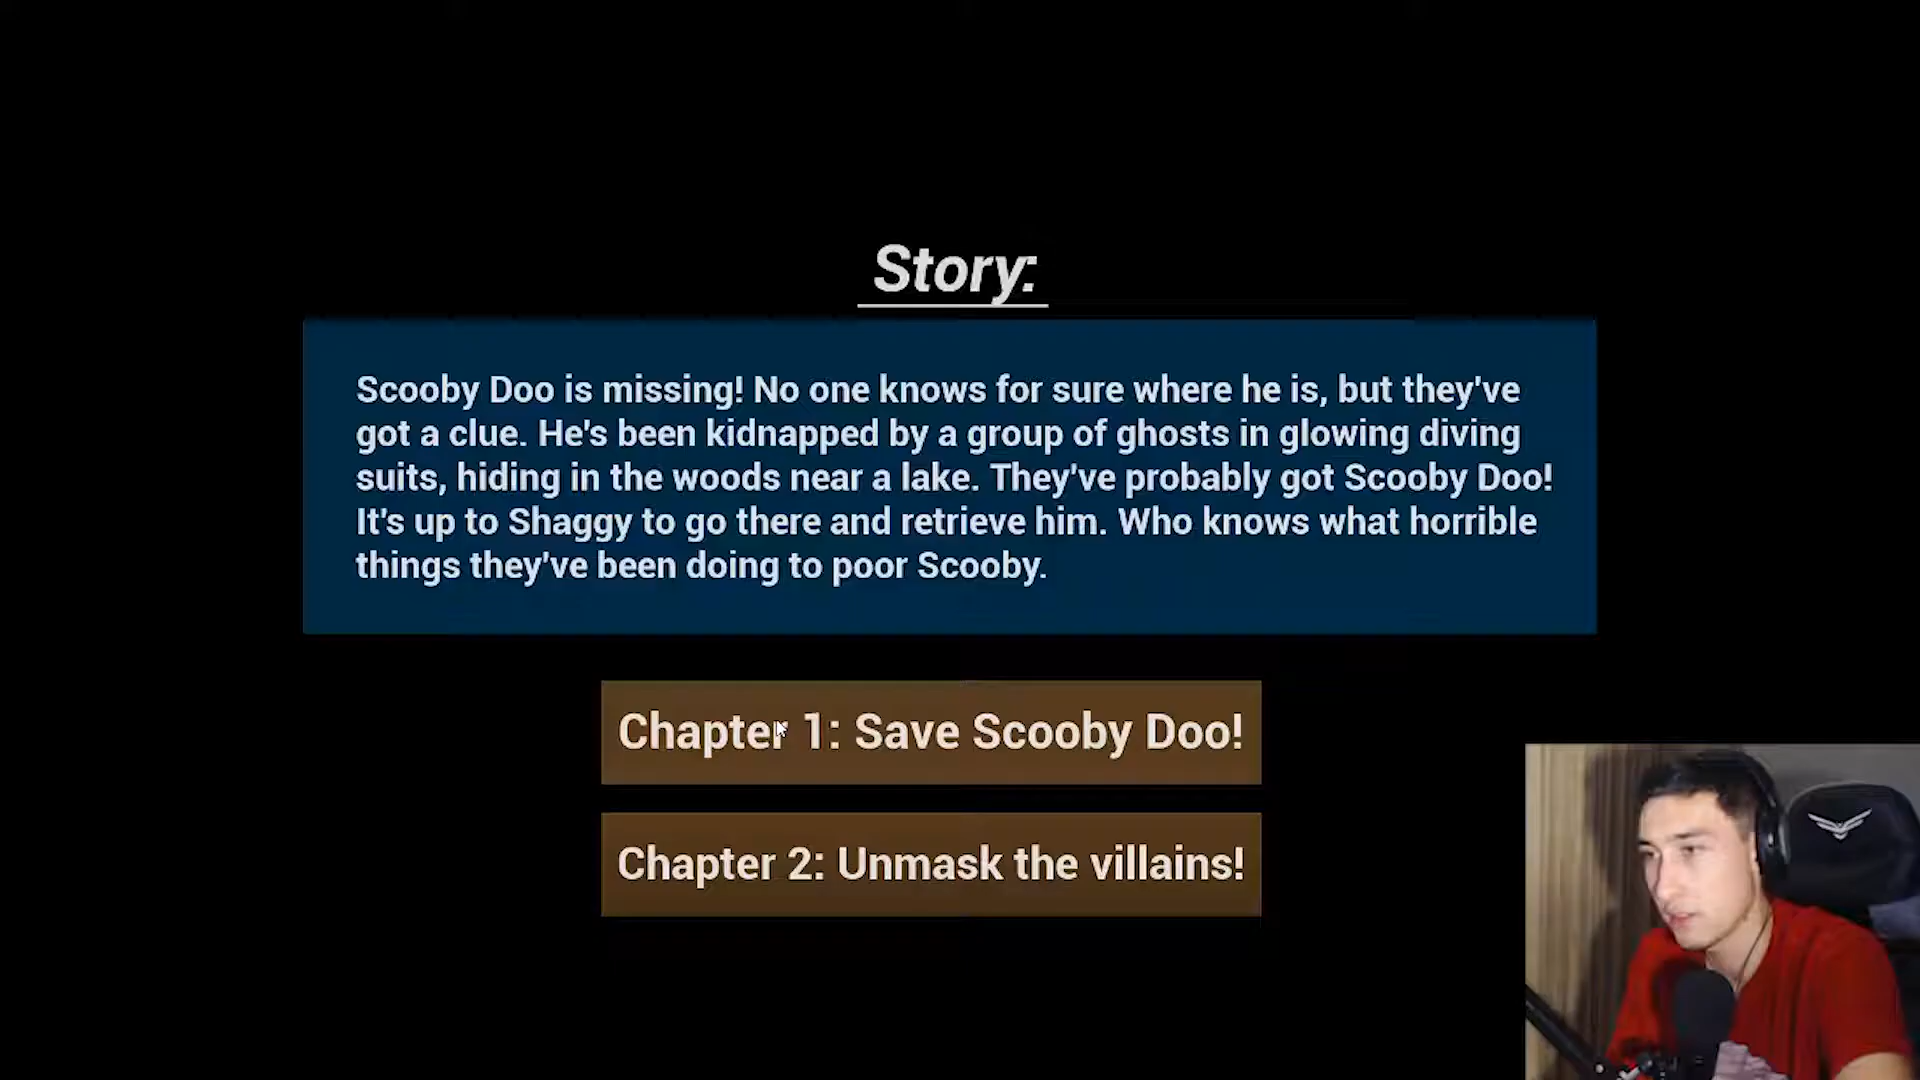 Story:
Scooby Doo is missing! No one knows for sure where he is, but they've
got a clue. He's been kidnapped by a group of ghosts in glowing diving
suits, hiding in the woods near a lake. They've probably got Scooby Doo!
It's up to Shaggy to go there and retrieve him. Who knows what horrible
things they've been doing to poor Scooby.
Chapter 1: Save Scooby Doo!
Chapter 2: Unmask the villains!